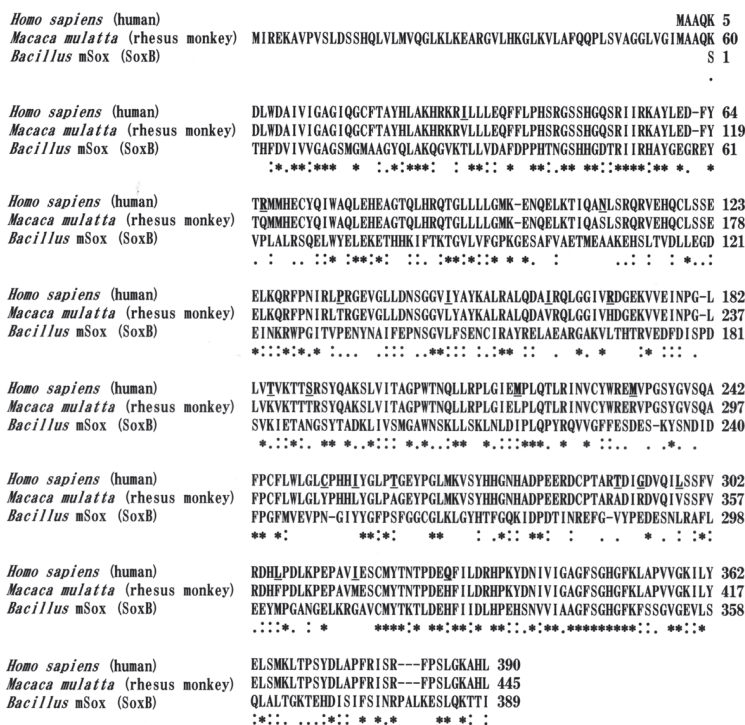 Homo sapiens (human) MAAQK 5
Macaca mulatta (rhesus monkey) MIREKAVPVSLDSSHQLVLMVQGLKLKEARGVLHKGLKVLAFQQPLSVAGGLVGIMAAQK 60
Bacillus mSox (SoxB) S 1
.
Homo sapiens (human) DLWDAIVIGAGIQGCFTAYHLAKHRKRILLLEQFFLPHSRGSSHGQSRIIRKAYLED-FY 64
Macaca mulatta (rhesus monkey) DLWDAIVIGAGIQGCFTAYHLAKHRKRVLLLEQFFLPHSRGSSHGQSRIIRKAYLED-FY 119
Bacillus mSox (SoxB) THFDVIVVGAGSMGMAAGYQLAKQGVKTLLVDAFDPPHTNGSHHGDTRIIRHAYGEGREY 61
:*.**:*** * :.*:*** : **:: * **. ** **::****:** *. *
Homo sapiens (human) TRMMHECYQIWAQLEHEAGTQLHRQTGLLLLGMK-ENQELKTIQANLSRQRVEHQCLSSE 123
Macaca mulatta (rhesus monkey) TQMMHECYQIWAQLEHEAGTQLHRQTGLLLLGMK-ENQELKTIQASLSRQRVEHQCLSSE 178
Bacillus mSox (SoxB) VPLALRSQELWYELEKETHHKIFTKTGVLVFGPKGESAFVAETMEAAKEHSLTVDLLEGD 121
. : .. ::* :**:*: ::. :**:*::* * *. : ..: : : *..:
Homo sapiens (human) ELKQRFPNIRLPRGEVGLLDNSGGVIYAYKALRALQDAIRQLGGIVRDGEKVVEINPG-L 182
Macaca mulatta (rhesus monkey) ELKQRFPNIRLTRGEVGLLDNSGGVLYAYKALRALQDAVRQLGGIVHDGEKVVEINPG-L 237
Bacillus mSox (SoxB) EINKRWPGITVPENYNAIFEPNSGVLFSENCIRAYRELAEARGAKVLTHTRVEDFDISPD 181
*:::*:*.* : ... ...: ..**:: : .:** :: : *. * :* :: .
Homo sapiens (human) LVTVKTTSRSYQAKSLVITAGPWTNQLLRPLGIEMPLQTLRINVCYWREMVPGSYGVSQA 242
Macaca mulatta (rhesus monkey) LVKVKTTTRSYQAKSLVITAGPWTNQLLRPLGIELPLQTLRINVCYWRERVPGSYGVSQA 297
Bacillus mSox (SoxB) SVKIETANGSYTADKLIVSMGAWNSKLLSKLNLDIPLQPYRQVVGFFESDES-KYSNDID 240
*.::*: ** *..*::: *.*..:** *.:::***. * * ::.. .. .*. .
Homo sapiens (human) FPCFLWLGLCPHHIYGLPTGEYPGLMKVSYHHGNHADPEERDCPTARTDIGDVQILSSFV 302
Macaca mulatta (rhesus monkey) FPCFLWLGLYPHHLYGLPAGEYPGLMKVSYHHGNHADPEERDCPTARADIRDVQIVSSFV 357
Bacillus mSox (SoxB) FPGFMVEVPN-GIYYGFPSFGGCGLKLGYHTFGQKIDPDTINREFG-VYPEDESNLRAFL 298
** *: **:*: ** : .*:: **: : . . * . : :*:
Homo sapiens (human) RDHLPDLKPEPAVIESCMYTNTPDEQFILDRHPKYDNIVIGAGFSGHGFKLAPVVGKILY 362
Macaca mulatta (rhesus monkey) RDHFPDLKPEPAVMESCMYTNTPDEHFILDRHPKYDNIVIGAGFSGHGFKLAPVVGKILY 417
Bacillus mSox (SoxB) EEYMPGANGELKRGAVCMYTKTLDEHFIIDLHPEHSNVVIAAGFSGHGFKFSSGVGEVLS 358
.:::*. : * ****:* **:**:* **::.*:**.*********::. **::*
Homo sapiens (human) ELSMKLTPSYDLAPFRISR---FPSLGKAHL 390
Macaca mulatta (rhesus monkey) ELSMKLTPSYDLAPFRISR---FPSLGKAHL 445
Bacillus mSox (SoxB) QLALTGKTEHDISIFSINRPALKESLQKTTI 389
:*::. ...:*:: * *.* ** *: :